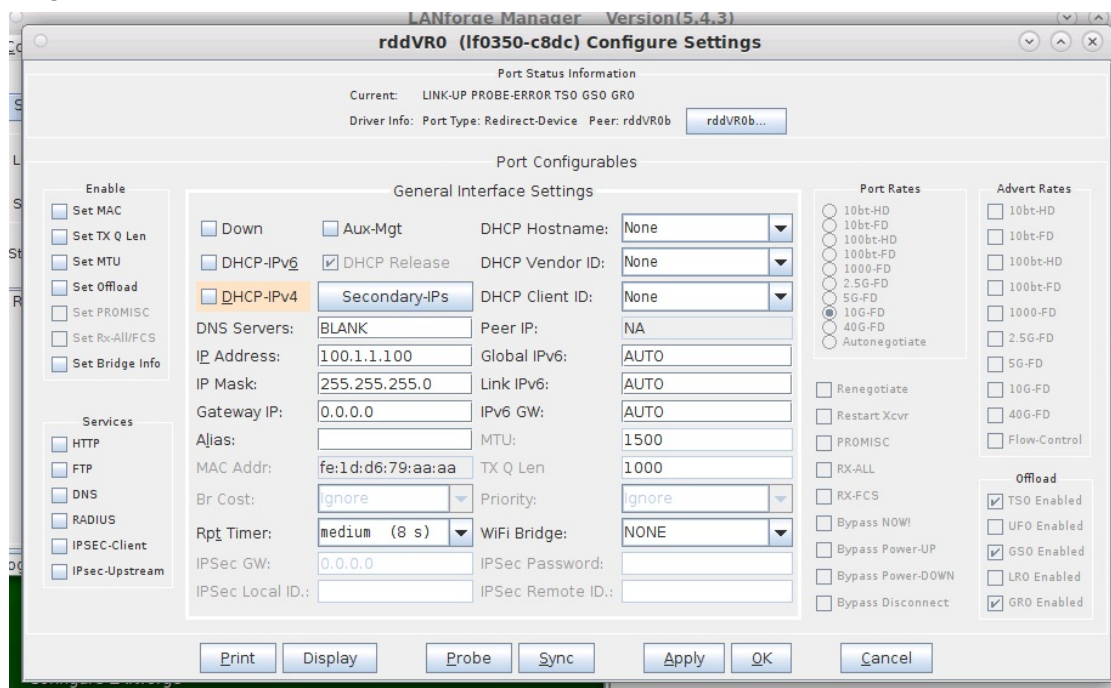 LANforge Manager Version(5.4.3)
rddVR0 (lf0350-c8dc) Configure Settings
Port Status Information
Current: LINK-UP PROBE-ERROR TSO GSO GRO
Driver Info: Port Type: Redirect-Device Peer: rddVR0b rddVR0b...
Port Configurables
Enable
Set MAC
Set TX Q Len
Set MTU
Set Offload
Set PROMISC
Set Rx-All/FCS
Set Bridge Info
Services
HTTP
FTP
DNS
RADIUS
IPSEC-Client
IPsec-Upstream
General Interface Settings
Down Aux-Mgt DHCP Hostname: None
DHCP-IPv6 DHCP Release DHCP Vendor ID: None
DHCP-IPv4 Secondary-IPs DHCP Client ID: None
DNS Servers: BLANK Peer IP: NA
IP Address: 100.1.1.100 Global IPv6: AUTO
IP Mask: 255.255.255.0 Link IPv6: AUTO
Gateway IP: 0.0.0.0 IPv6 GW: AUTO
Alias: MTU: 1500
MAC Addr: fe:1d:d6:79:aa:aa TX Q Len 1000
Br Cost: Ignore Priority: Ignore
Rpt Timer: medium (8 s) WiFi Bridge: NONE
IPSec GW: 0.0.0.0 IPSec Password:
IPSec Local ID.: IPSec Remote ID.:
Port Rates
10bt-HD
10bt-FD
100bt-HD
100bt-FD
1000-FD
2.5G-FD
5G-FD
10G-FD
40G-FD
Autonegotiate
Renegotiate
Restart Xcvr
PROMISC
RX-ALL
RX-FCS
Bypass NOW!
Bypass Power-UP
Bypass Power-DOWN
Bypass Disconnect
Advert Rates
10bt-HD
10bt-FD
100bt-HD
100bt-FD
1000-FD
2.5G-FD
5G-FD
10G-FD
40G-FD
Flow-Control
Offload
TSO Enabled
UFO Enabled
GSO Enabled
LRO Enabled
GRO Enabled
Print Display Probe Sync Apply OK Cancel